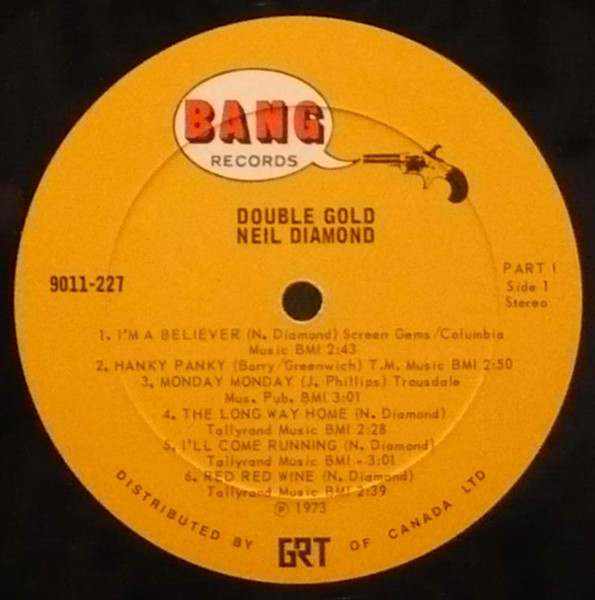 BANG
RECORDS
DOUBLE GOLD
NEIL DIAMOND
9011-227
PART I
Side 1
Stereo
1. I'M A BELIEVER (N. Diamond) Screen Gems/Columbia
Music BMI 2:43
2. HANKY PANKY (Barry/Greenwich) T.M. Music BMI 2:50
3. MONDAY MONDAY (J. Phillips) Trousdale
Mus. Pub. BMI 3:01
4. THE LONG WAY HOME (N. Diamond)
Tallyrand Music BMI 2:28
5. I'LL COME RUNNING (N. Diamond)
Tallyrand Music BMI - 3:01
6. RED RED WINE (N. Diamond)
Tallyrand Music BMI 2:39
℗ 1973
DISTRIBUTED BY GRT OF CANADA LTD